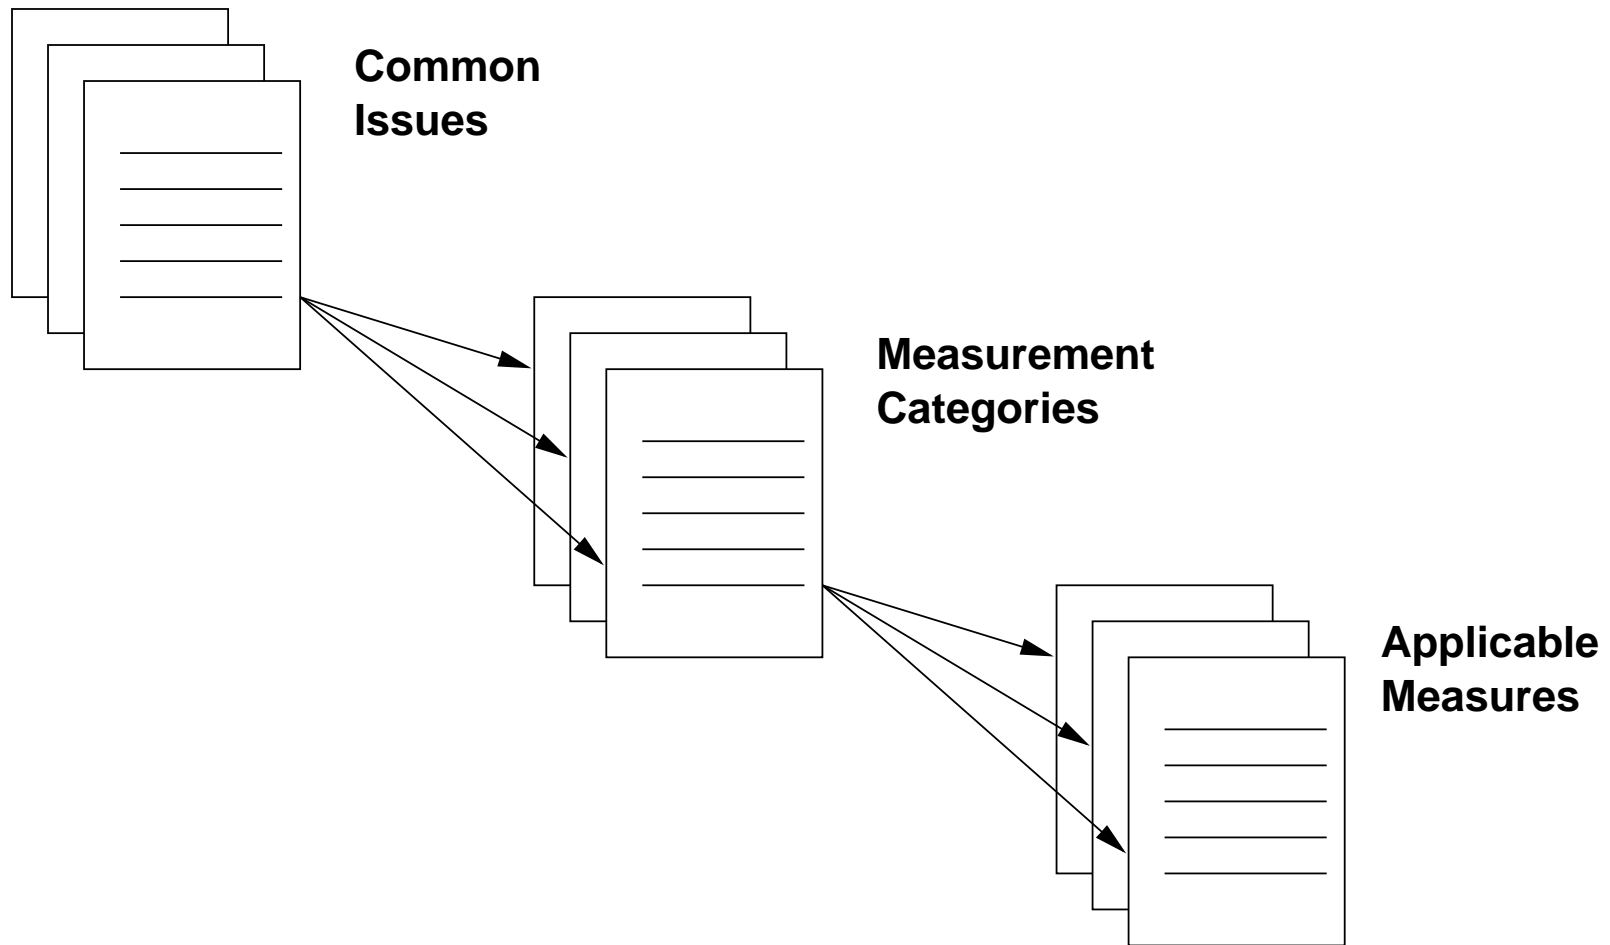 Common
Issues
Measurement
Categories
Applicable
Measures